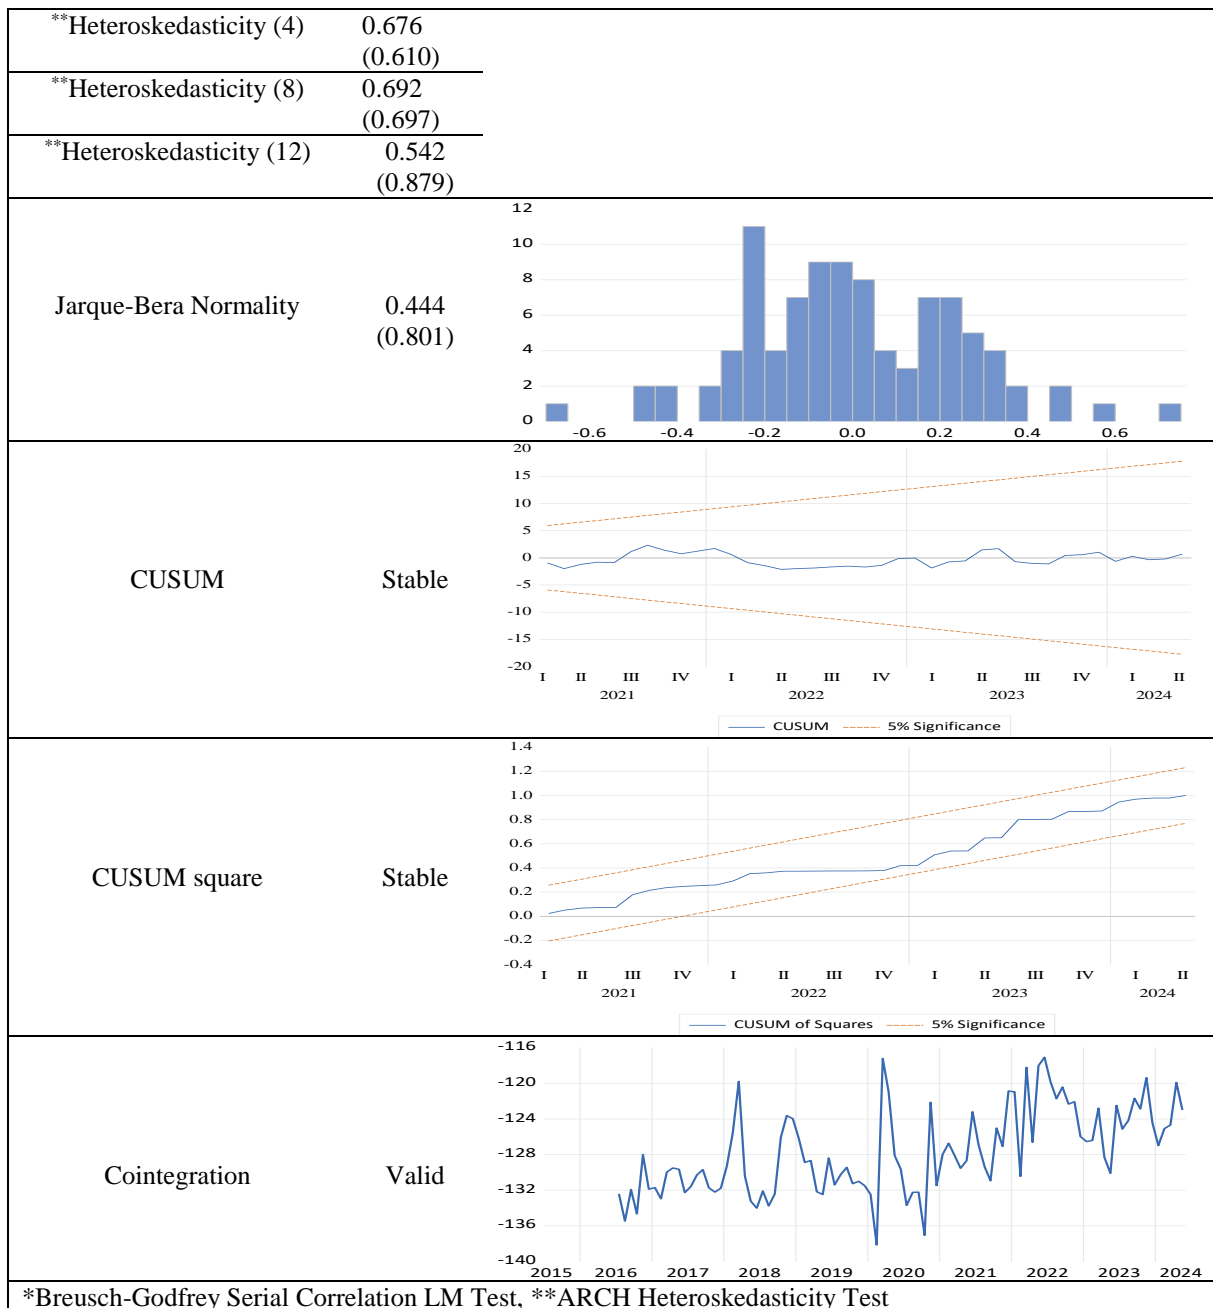 **Heteroskedasticity (4) 0.676
(0.610)
**Heteroskedasticity (8) 0.692
(0.697)
**Heteroskedasticity (12) 0.542
(0.879)
Jarque-Bera Normality 0.444
(0.801)
12
10
8
6
4
2
0
-0.6 -0.4 -0.2 0.0 0.2 0.4 0.6
CUSUM Stable
20
15
10
5
0
-5
-10
-15
-20
I II III IV I II III IV I II III IV I II
2021 2022 2023 2024
CUSUM 5% Significance
CUSUM square Stable
1.4
1.2
1.0
0.8
0.6
0.4
0.2
0.0
-0.2
-0.4
I II III IV I II III IV I II III IV I II
2021 2022 2023 2024
CUSUM of Squares 5% Significance
Cointegration Valid
-116
-120
-124
-128
-132
-136
-140
2015 2016 2017 2018 2019 2020 2021 2022 2023 2024
*Breusch-Godfrey Serial Correlation LM Test, **ARCH Heteroskedasticity Test